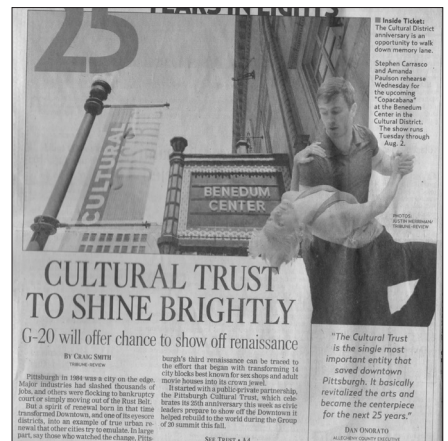 25
YEARS IN LIGHTS
Inside Ticket:
The Cultural District
anniversary is an
opportunity to walk
down memory lane.
Stephen Carrasco
and Amanda
Paulson rehearse
Wednesday for
the upcoming
"Copacabana"
at the Benedum
Center in the
Cultural District.
The show runs
Tuesday through
Aug. 2.
CULTURAL
BENEDUM
CENTER
PHOTOS:
JUSTIN MERRIMAN/
TRIBUNE-REVIEW
CULTURAL TRUST
TO SHINE BRIGHTLY
G-20 will offer chance to show off renaissance
BY CRAIG SMITH
TRIBUNE-REVIEW
Pittsburgh in 1984 was a city on the edge.
Major industries had slashed thousands of
jobs, and others were flocking to bankruptcy
court or simply moving out of the Rust Belt.
But a spirit of renewal born in that time
transformed Downtown, and one of its eyesore
districts, into an example of true urban re-
newal that other cities try to emulate. In large
part, say those who watched the change, Pitts-
burgh's third renaissance can be traced to
the effort that began with transforming 14
city blocks best known for sex shops and adult
movie houses into its crown jewel.
It started with a public-private partnership,
the Pittsburgh Cultural Trust, which cele-
brates its 25th anniversary this week as civic
leaders prepare to show off the Downtown it
helped rebuild to the world during the Group
of 20 summit this fall.
SEE TRUST • A4
"The Cultural Trust
is the single most
important entity that
saved downtown
Pittsburgh. It basically
revitalized the arts and
became the centerpiece
for the next 25 years."
DAN ONORATO
ALLEGHENY COUNTY EXECUTIVE